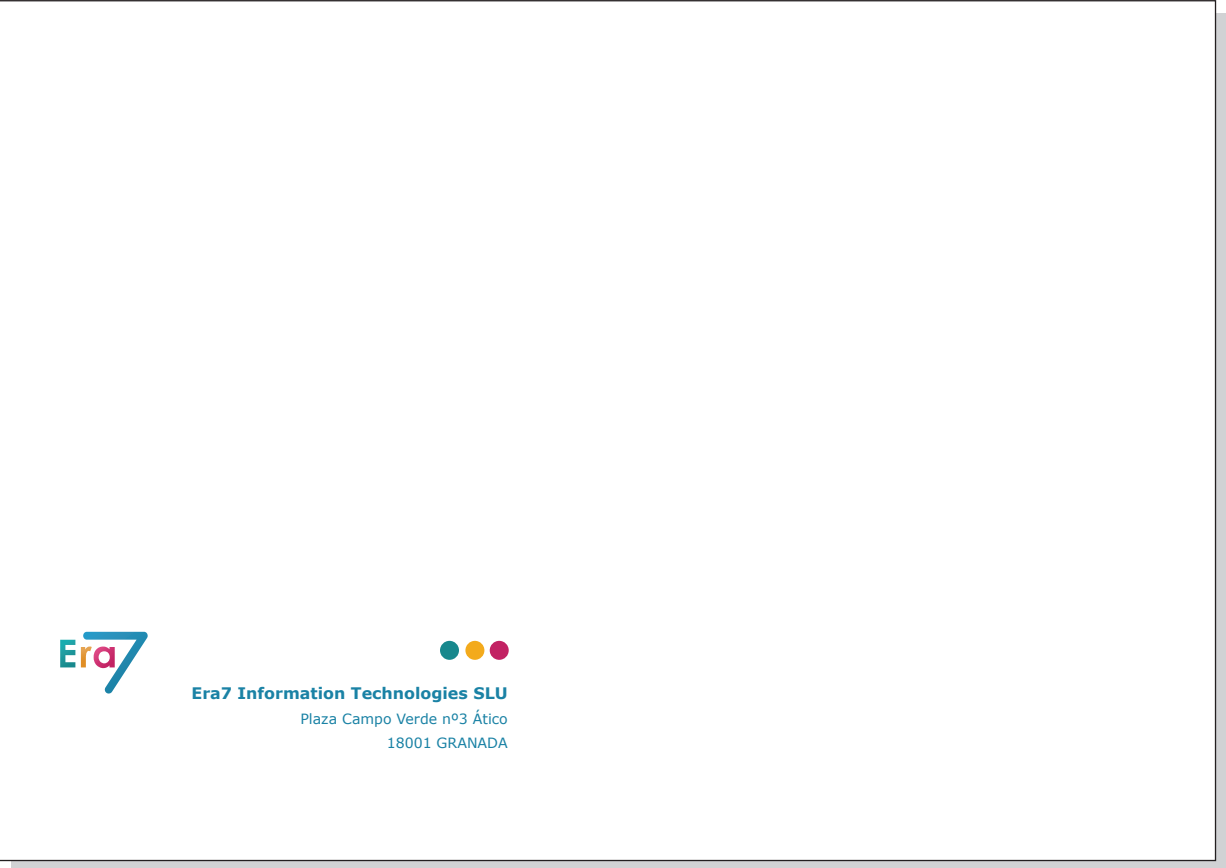 Era7
Era7 Information Technologies SLU
Plaza Campo Verde nº3 Ático
18001 GRANADA